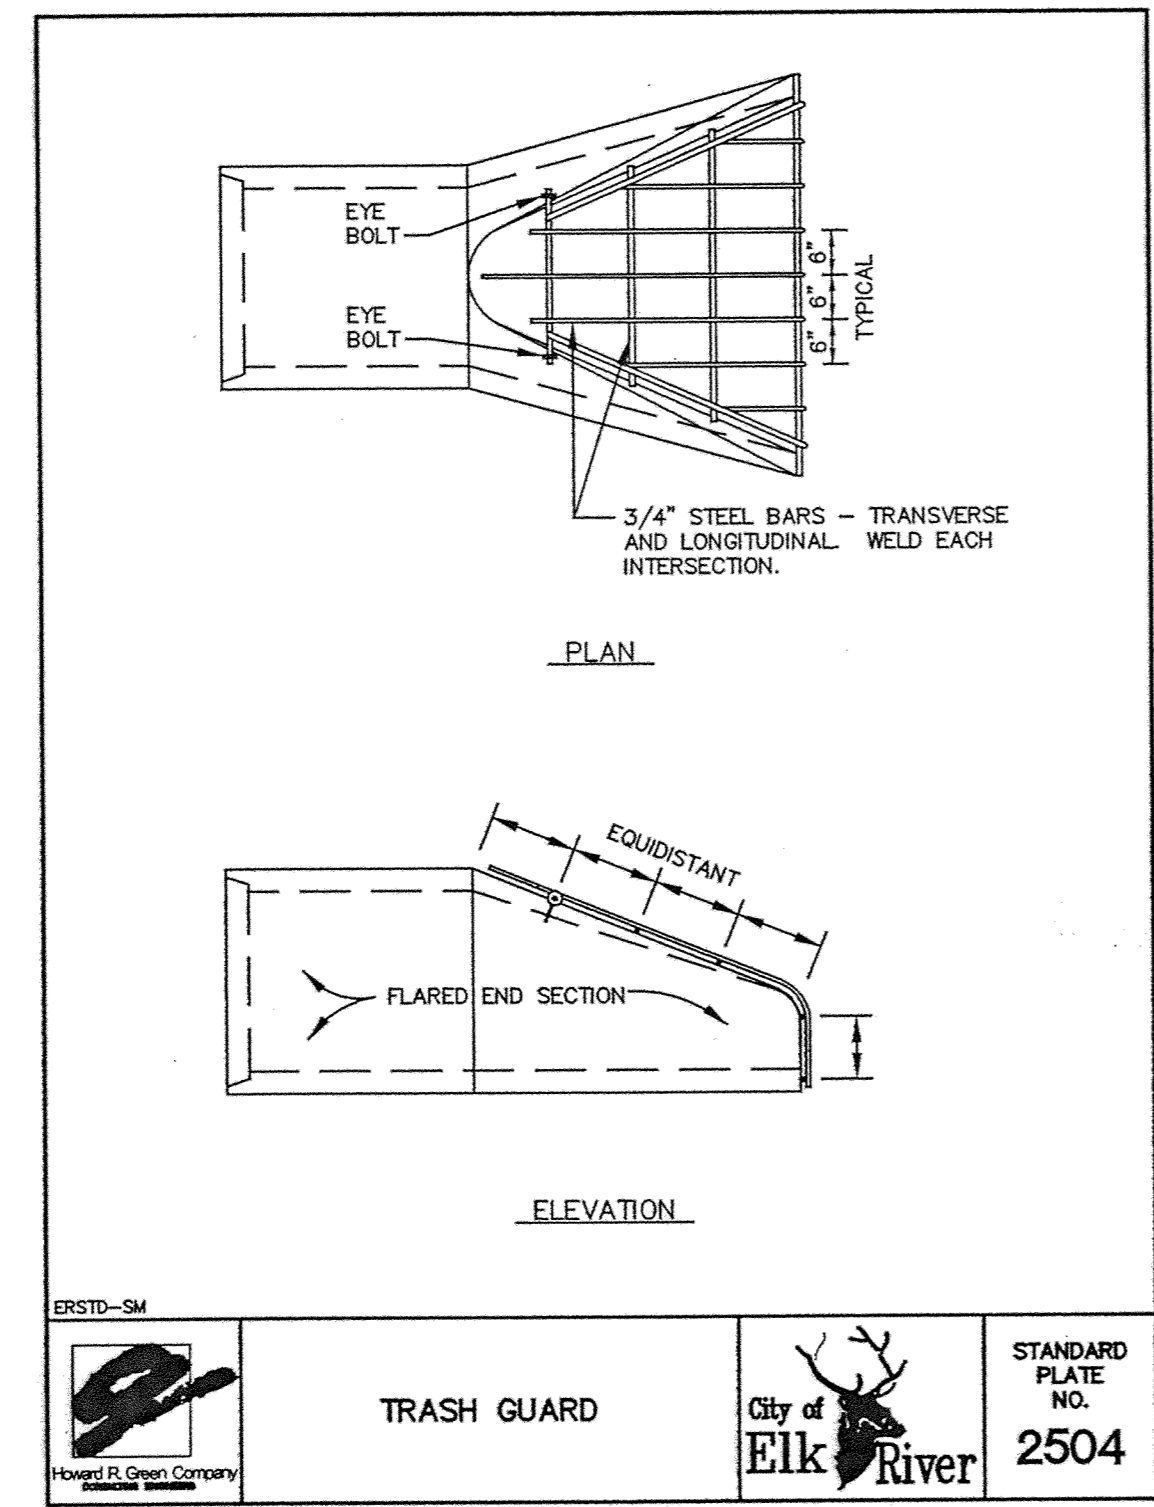 EYE
BOLT
EYE
BOLT
6"
6"
6"
TYPICAL
3/4" STEEL BARS – TRANSVERSE
AND LONGITUDINAL. WELD EACH
INTERSECTION.
PLAN
EQUIDISTANT
FLARED END SECTION
ELEVATION
ERSTD-SM
Howard R. Green Company
CONSULTING ENGINEERS
TRASH GUARD
City of
Elk River
STANDARD
PLATE
NO.
2504